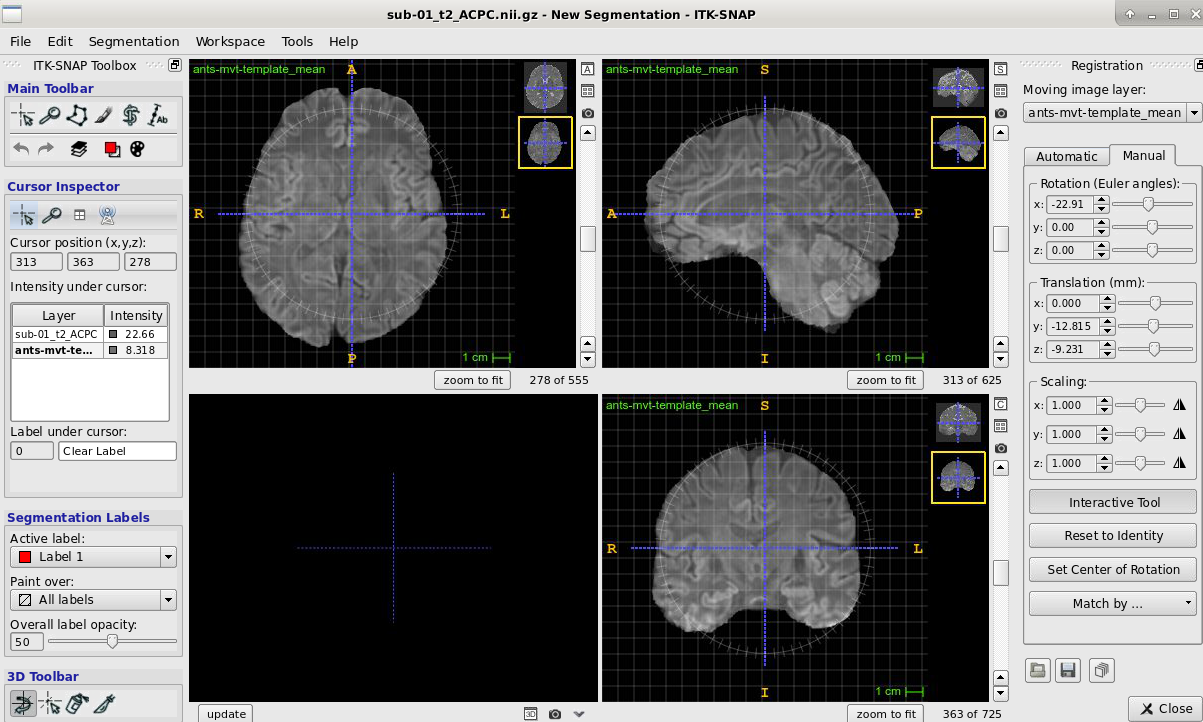 sub-01_t2_ACPC.nii.gz - New Segmentation - ITK-SNAP
File Edit Segmentation Workspace Tools Help
ITK-SNAP Toolbox
Main Toolbar
Cursor Inspector
Cursor position (x,y,z):
313 363 278
Intensity under cursor:
Layer Intensity
sub-01_t2_ACPC 22.66
ants-mvt-te... 8.318
Label under cursor:
0 Clear Label
Segmentation Labels
Active label:
Label 1
Paint over:
All labels
Overall label opacity:
50
3D Toolbar
ants-mvt-template_mean
A
R
L
P
1 cm
A
zoom to fit 278 of 555
ants-mvt-template_mean
S
A
P
I
1 cm
S
zoom to fit 313 of 625
update
3D
ants-mvt-template_mean
S
R
L
I
1 cm
C
zoom to fit 363 of 725
Registration
Moving image layer:
ants-mvt-template_mean
Automatic Manual
Rotation (Euler angles):
x: -22.91
y: 0.00
z: 0.00
Translation (mm):
x: 0.000
y: -12.815
z: -9.231
Scaling:
x: 1.000
y: 1.000
z: 1.000
Interactive Tool
Reset to Identity
Set Center of Rotation
Match by ...
Close